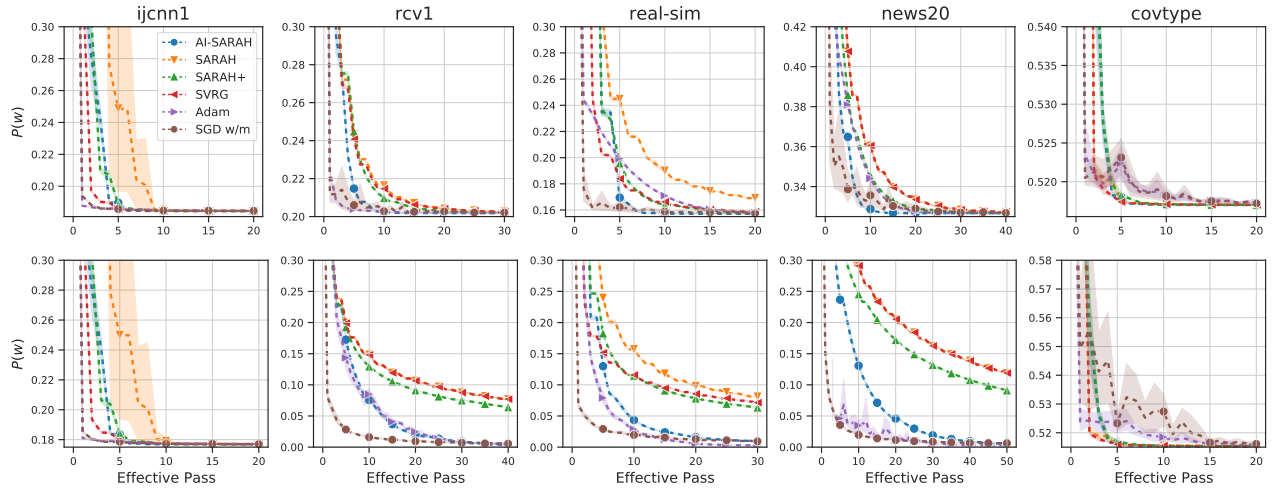 ijcnn1
rcv1
real-sim
news20
covtype
P(w)
0.30
0.28
0.26
0.24
0.22
0.20
AI-SARAH
SARAH
SARAH+
SVRG
Adam
SGD w/m
0 5 10 15 20
0.30
0.28
0.26
0.24
0.22
0.20
0 10 20 30
0.30
0.28
0.26
0.24
0.22
0.20
0.18
0.16
0 5 10 15 20
0.42
0.40
0.38
0.36
0.34
0 10 20 30 40
0.540
0.535
0.530
0.525
0.520
0 5 10 15 20
P(w)
0.30
0.28
0.26
0.24
0.22
0.20
0.18
0 5 10 15 20
Effective Pass
0.30
0.25
0.20
0.15
0.10
0.05
0.00
0 10 20 30 40
Effective Pass
0.30
0.25
0.20
0.15
0.10
0.05
0.00
0 10 20 30
Effective Pass
0.30
0.25
0.20
0.15
0.10
0.05
0.00
0 10 20 30 40 50
Effective Pass
0.58
0.57
0.56
0.55
0.54
0.53
0.52
0 5 10 15 20
Effective Pass